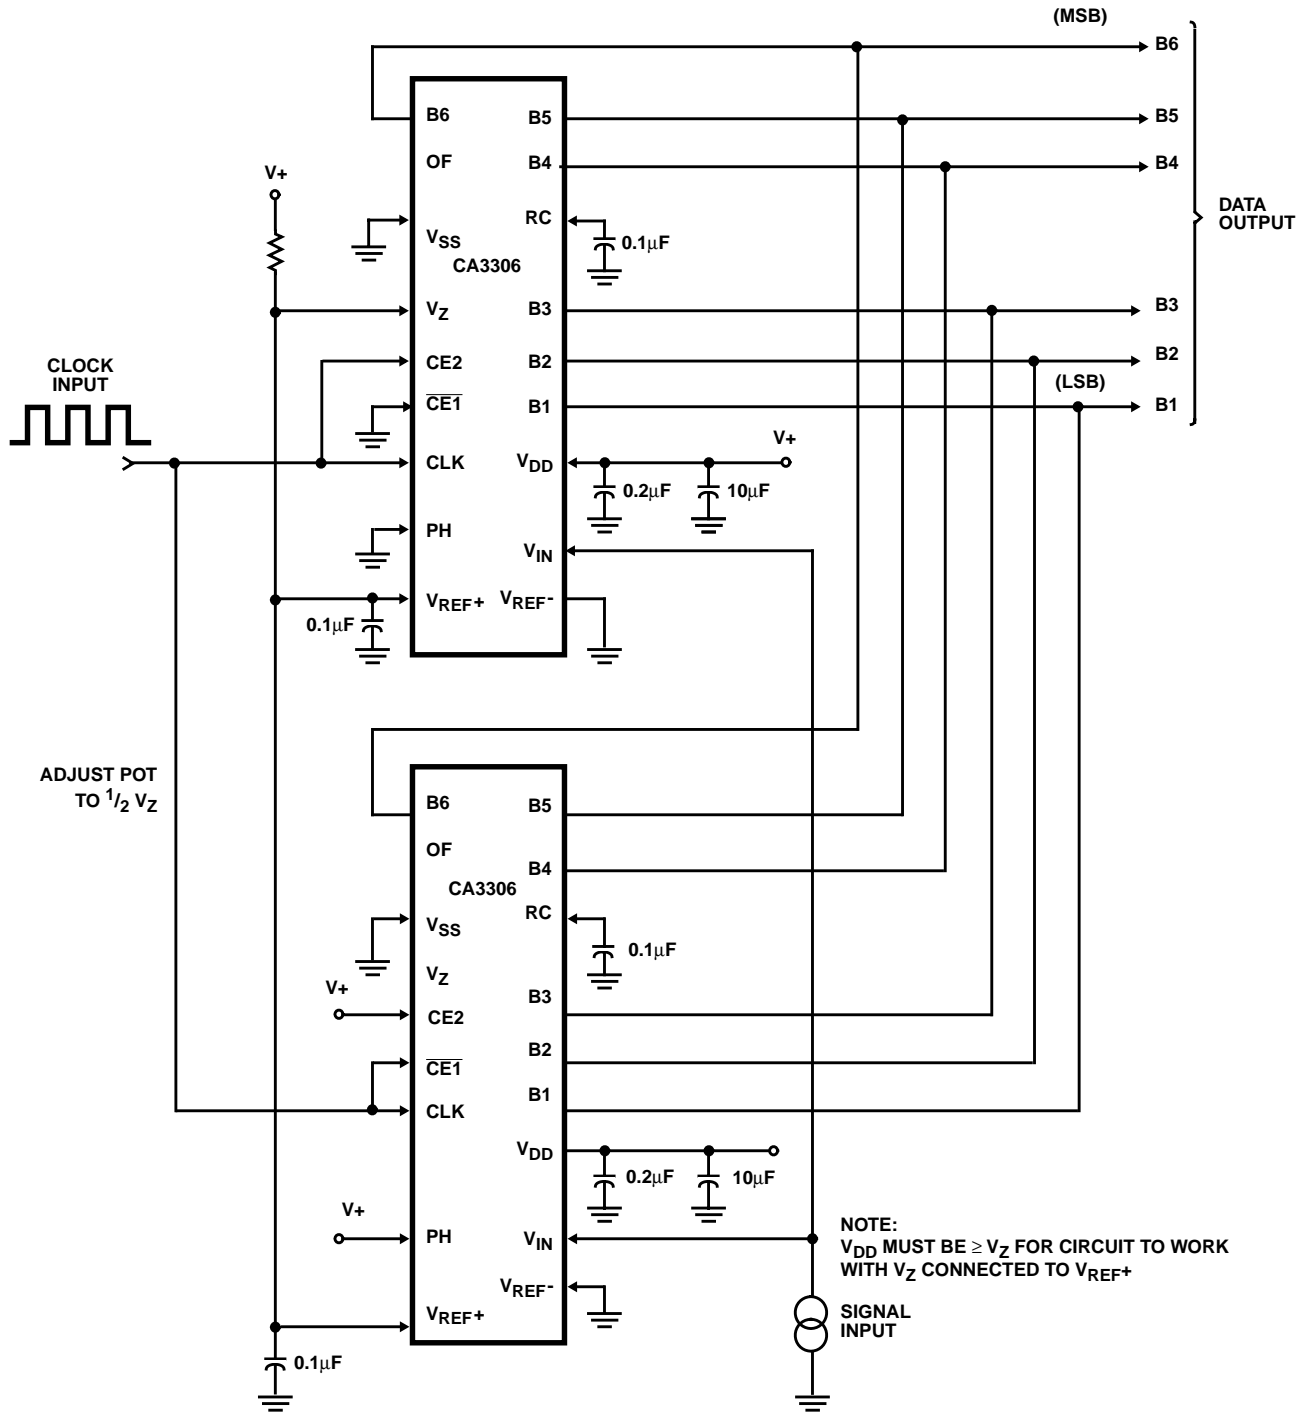 (MSB)
B6
B5
B4
DATA
OUTPUT
B3
B2
(LSB)
B1
B6
OF
VSS
CA3306
VZ
CE2
CE1
CLK
PH
VREF+
B5
B4
RC
B3
B2
B1
VDD
VIN
VREF-
V+
0.1μF
CLOCK
INPUT
V+
0.2μF
10μF
0.1μF
ADJUST POT
TO 1/2 VZ
B6
OF
CA3306
VSS
VZ
CE2
CE1
CLK
PH
VREF+
B5
B4
RC
B3
B2
B1
VDD
VIN
VREF-
0.1μF
V+
0.2μF
10μF
V+
0.1μF
NOTE:
VDD MUST BE ≥ VZ FOR CIRCUIT TO WORK
WITH VZ CONNECTED TO VREF+
SIGNAL
INPUT